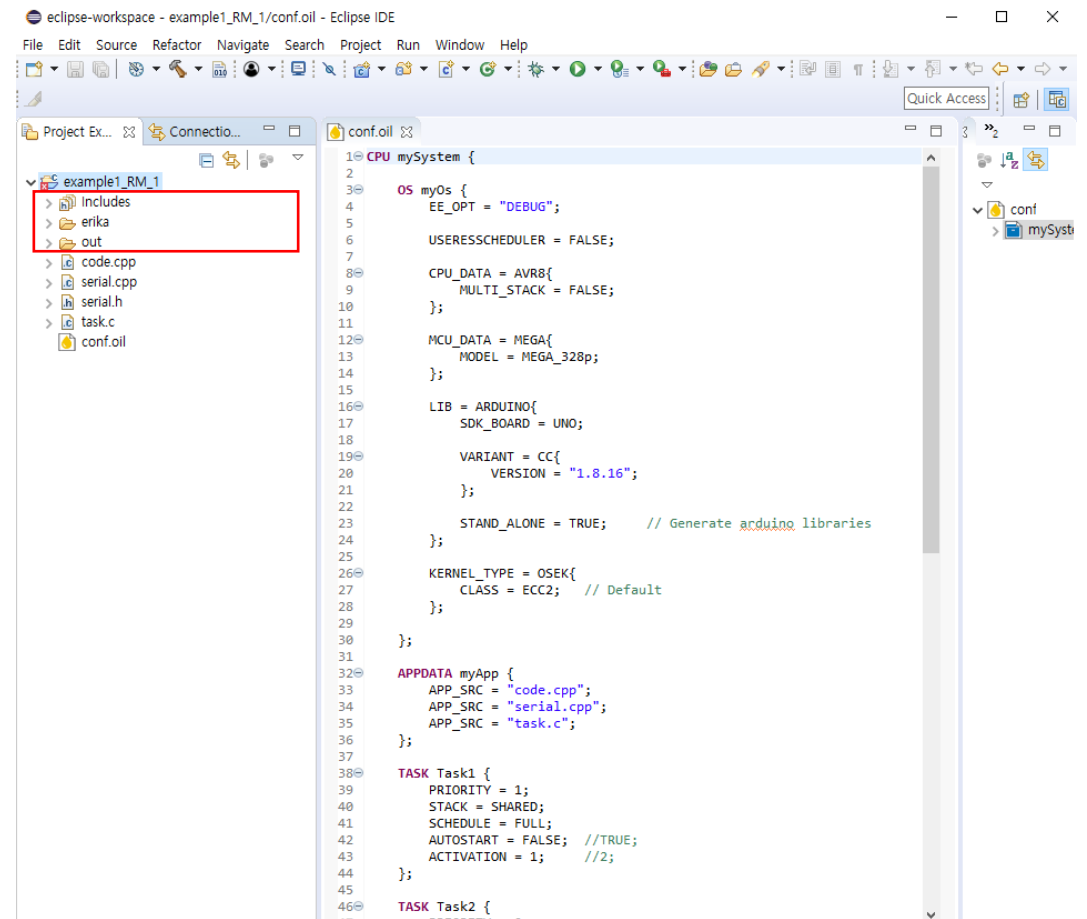 eclipse-workspace - example1_RM_1/conf.oil - Eclipse IDE
File Edit Source Refactor Navigate Search Project Run Window Help
Quick Access
Project Ex... Connectio...
example1_RM_1
Includes
erika
out
code.cpp
serial.cpp
serial.h
task.c
conf.oil
conf.oil
1 CPU mySystem {
2
3 OS myOs {
4 EE_OPT = "DEBUG";
5
6 USERESSCHEDULER = FALSE;
7
8 CPU_DATA = AVR8{
9 MULTI_STACK = FALSE;
10 };
11
12 MCU_DATA = MEGA{
13 MODEL = MEGA_328p;
14 };
15
16 LIB = ARDUINO{
17 SDK_BOARD = UNO;
18
19 VARIANT = CC{
20 VERSION = "1.8.16";
21 };
22
23 STAND_ALONE = TRUE; // Generate arduino libraries
24 };
25
26 KERNEL_TYPE = OSEK{
27 CLASS = ECC2; // Default
28 };
29
30 };
31
32 APPDATA myApp {
33 APP_SRC = "code.cpp";
34 APP_SRC = "serial.cpp";
35 APP_SRC = "task.c";
36 };
37
38 TASK Task1 {
39 PRIORITY = 1;
40 STACK = SHARED;
41 SCHEDULE = FULL;
42 AUTOSTART = FALSE; //TRUE;
43 ACTIVATION = 1; //2;
44 };
45
46 TASK Task2 {
2
conf
mySyst